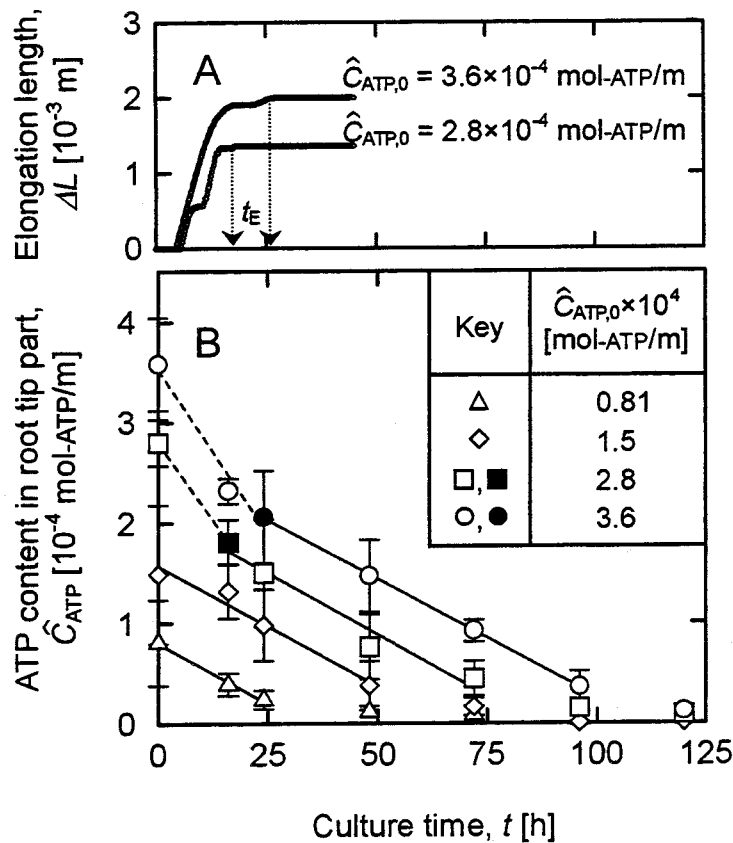 Elongation length,
ΔL [10⁻³ m]
3
2
1
0
A
Ĉ_ATP,0 = 3.6×10⁻⁴ mol-ATP/m
Ĉ_ATP,0 = 2.8×10⁻⁴ mol-ATP/m
t_E
ATP content in root tip part,
Ĉ_ATP [10⁻⁴ mol-ATP/m]
4
3
2
1
0
B
Key
Ĉ_ATP,0×10⁴
[mol-ATP/m]
△ 0.81
◇ 1.5
□, ■ 2.8
○, ● 3.6
0 25 50 75 100 125
Culture time, t [h]